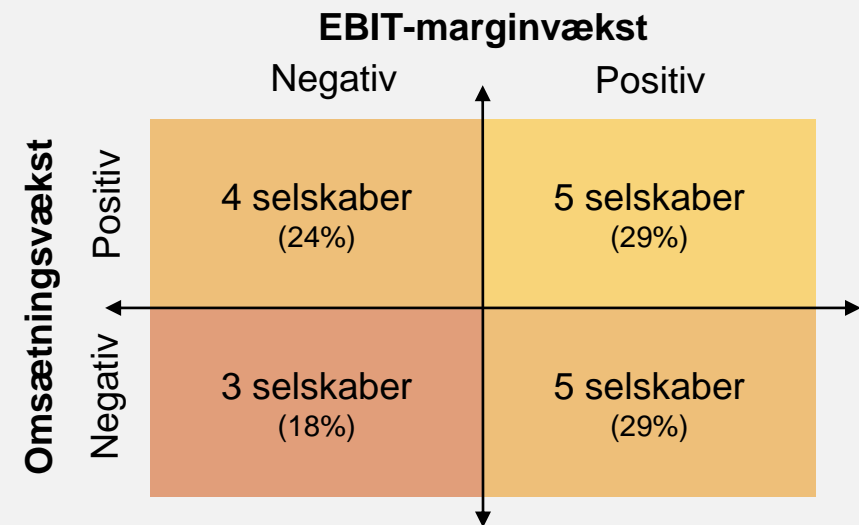 EBIT-marginvækst
Negativ
Positiv
Omsætningsvækst
Positiv
4 selskaber
(24%)
5 selskaber
(29%)
Negativ
3 selskaber
(18%)
5 selskaber
(29%)